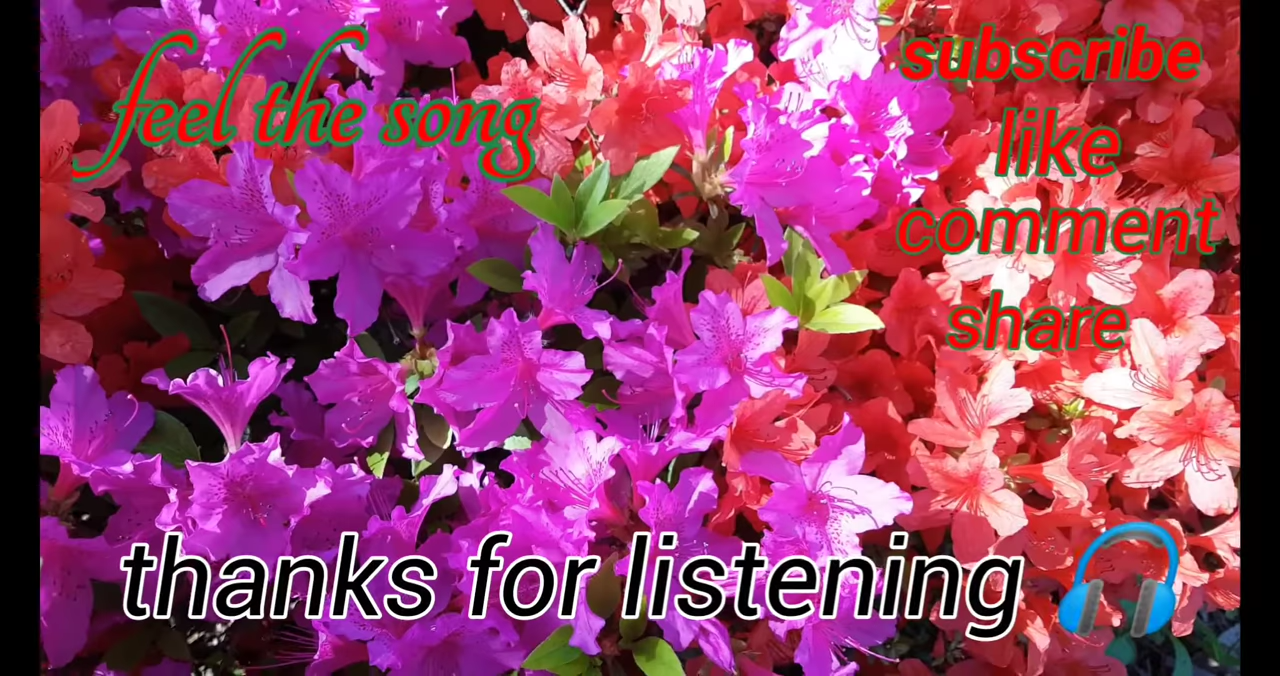 feel the song
subscribe
like
comment
share
thanks for listening